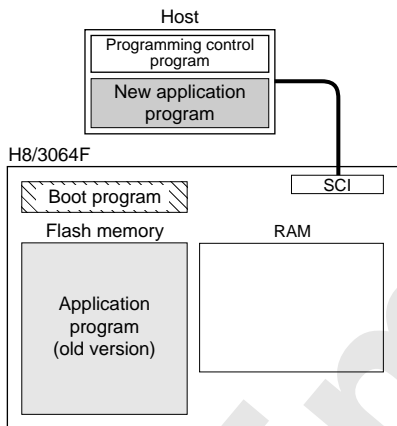 Host
Programming control
program
New application
program
H8/3064F
SCI
Boot program
Flash memory
RAM
Application
program
(old version)